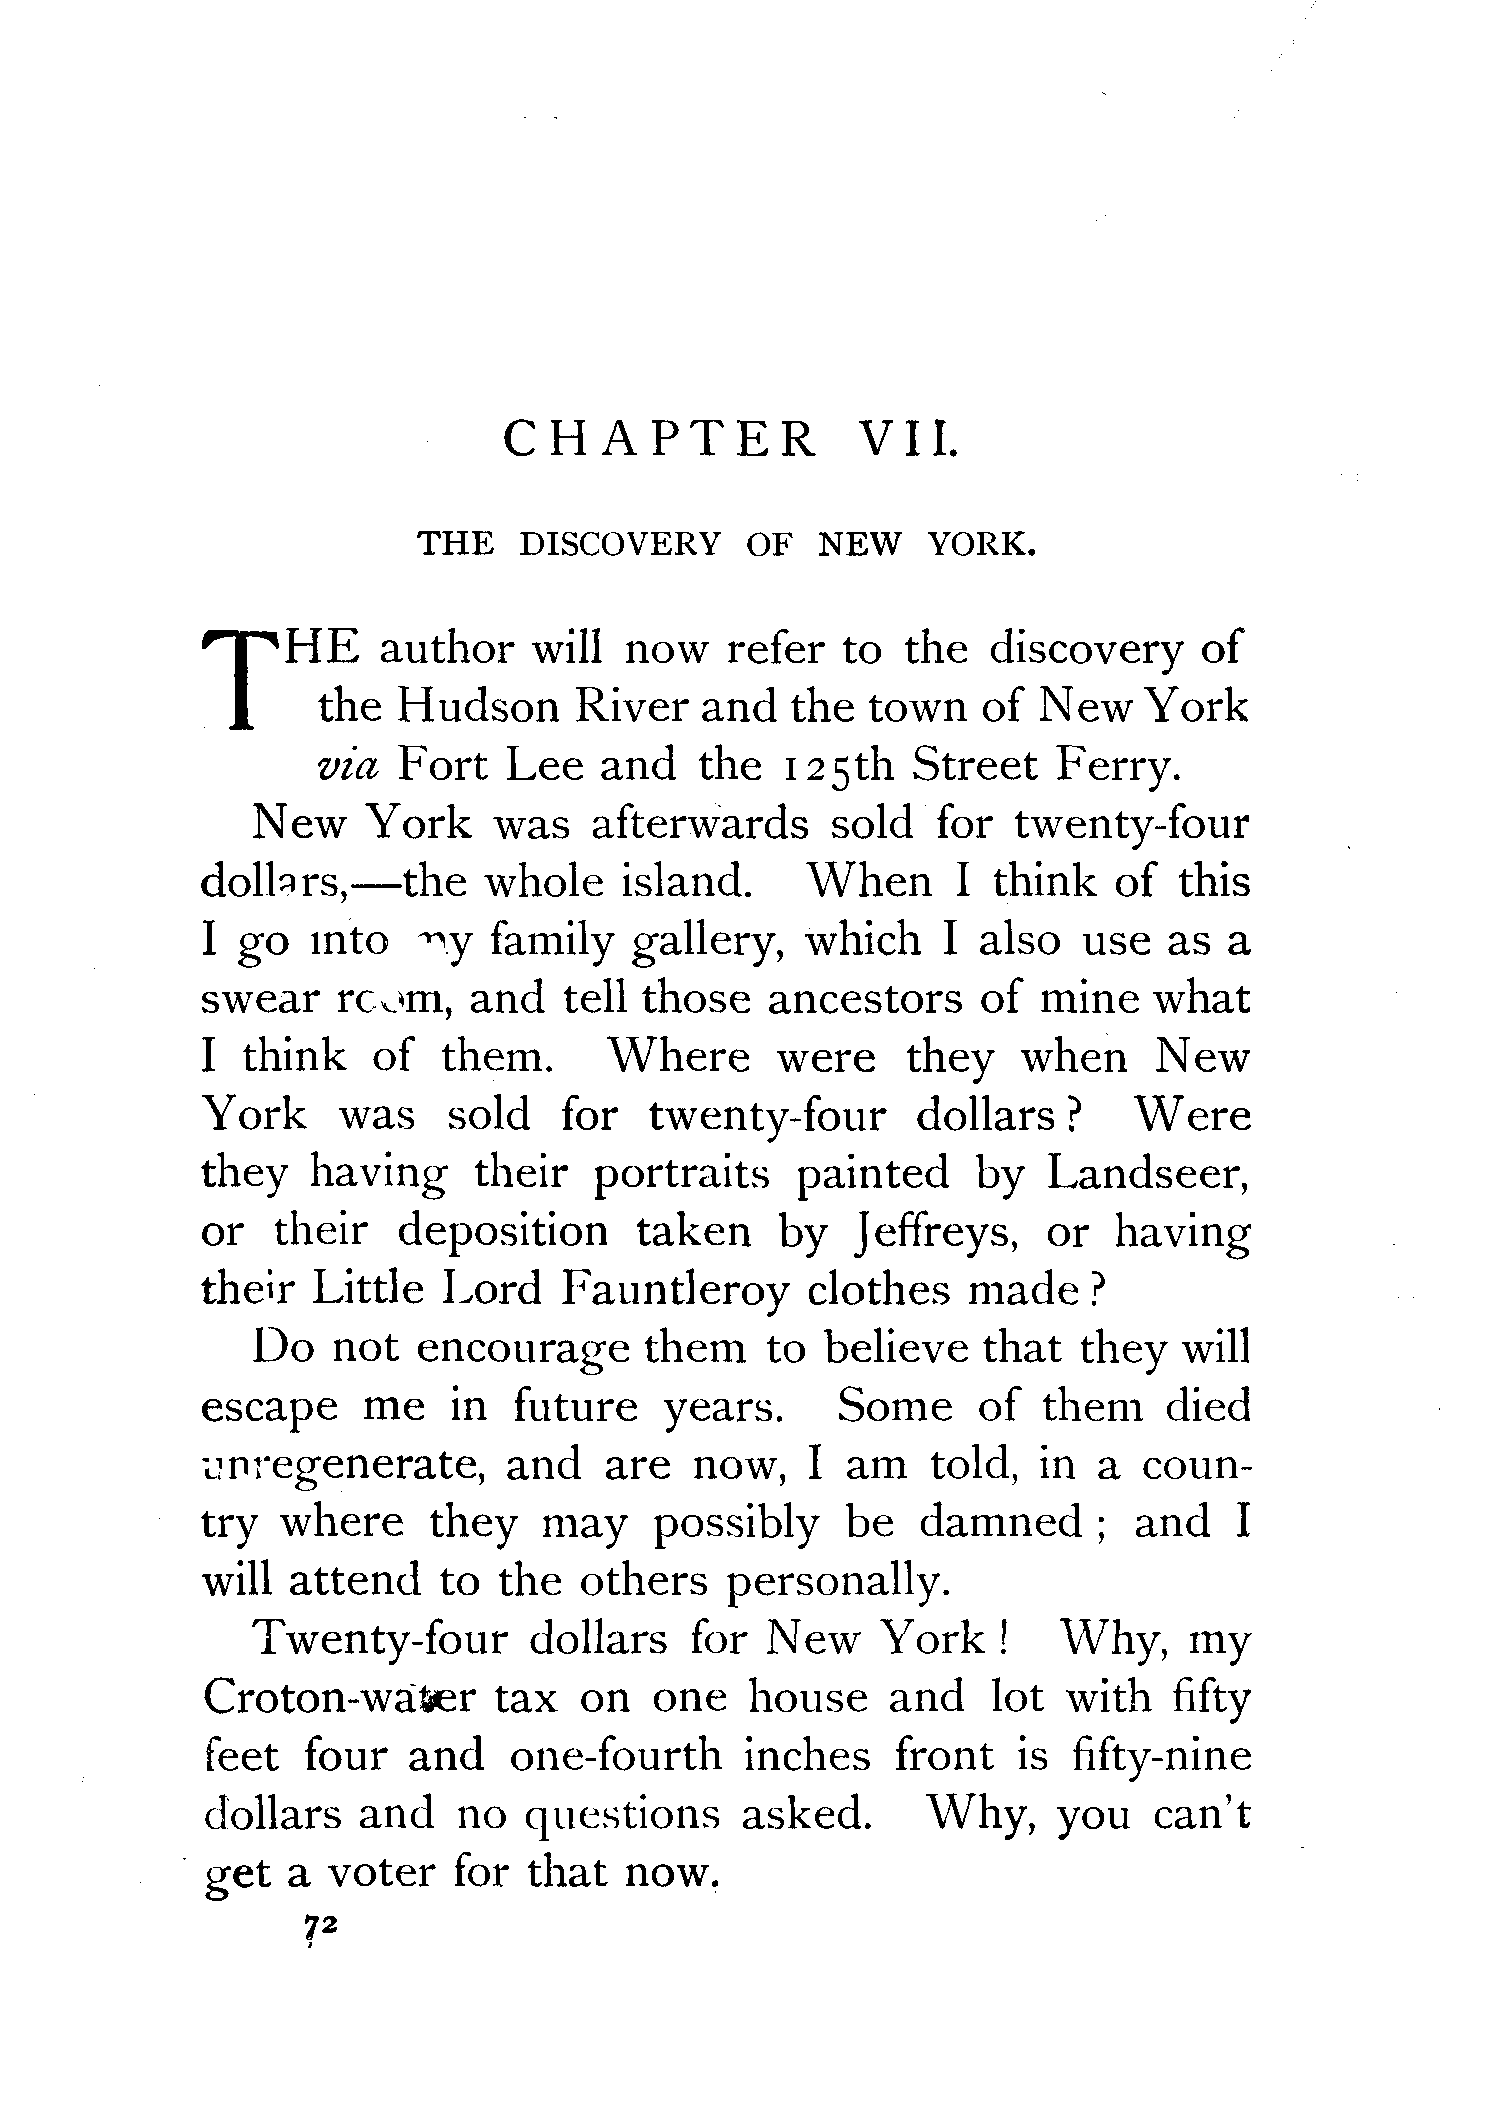 CHAPTER VII.
THE DISCOVERY OF NEW YORK.
THE author will now refer to the discovery of
the Hudson River and the town of New York
via Fort Lee and the 125th Street Ferry.
New York was afterwards sold for twenty-four
dollars,—the whole island. When I think of this
I go into my family gallery, which I also use as a
swear room, and tell those ancestors of mine what
I think of them. Where were they when New
York was sold for twenty-four dollars? Were
they having their portraits painted by Landseer,
or their deposition taken by Jeffreys, or having
their Little Lord Fauntleroy clothes made?
Do not encourage them to believe that they will
escape me in future years. Some of them died
unregenerate, and are now, I am told, in a coun-
try where they may possibly be damned; and I
will attend to the others personally.
Twenty-four dollars for New York! Why, my
Croton-water tax on one house and lot with fifty
feet four and one-fourth inches front is fifty-nine
dollars and no questions asked. Why, you can't
get a voter for that now.
72